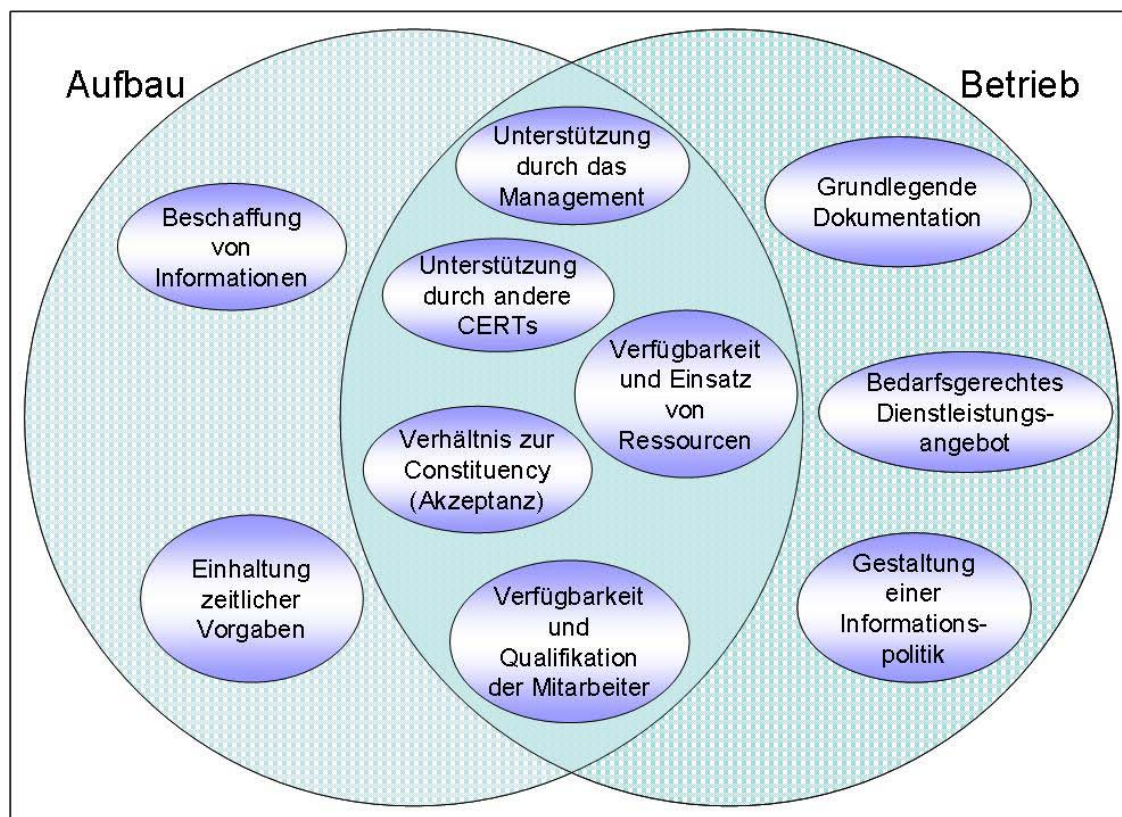 Aufbau
Betrieb
Unterstützung
durch das
Management
Grundlegende
Dokumentation
Beschaffung
von
Informationen
Unterstützung
durch andere
CERTs
Verfügbarkeit
und Einsatz
von
Ressourcen
Bedarfsgerechtes
Dienstleistungs-
angebot
Verhältnis zur
Constituency
(Akzeptanz)
Einhaltung
zeitlicher
Vorgaben
Verfügbarkeit
und
Qualifikation
der Mitarbeiter
Gestaltung
einer
Informations-
politik